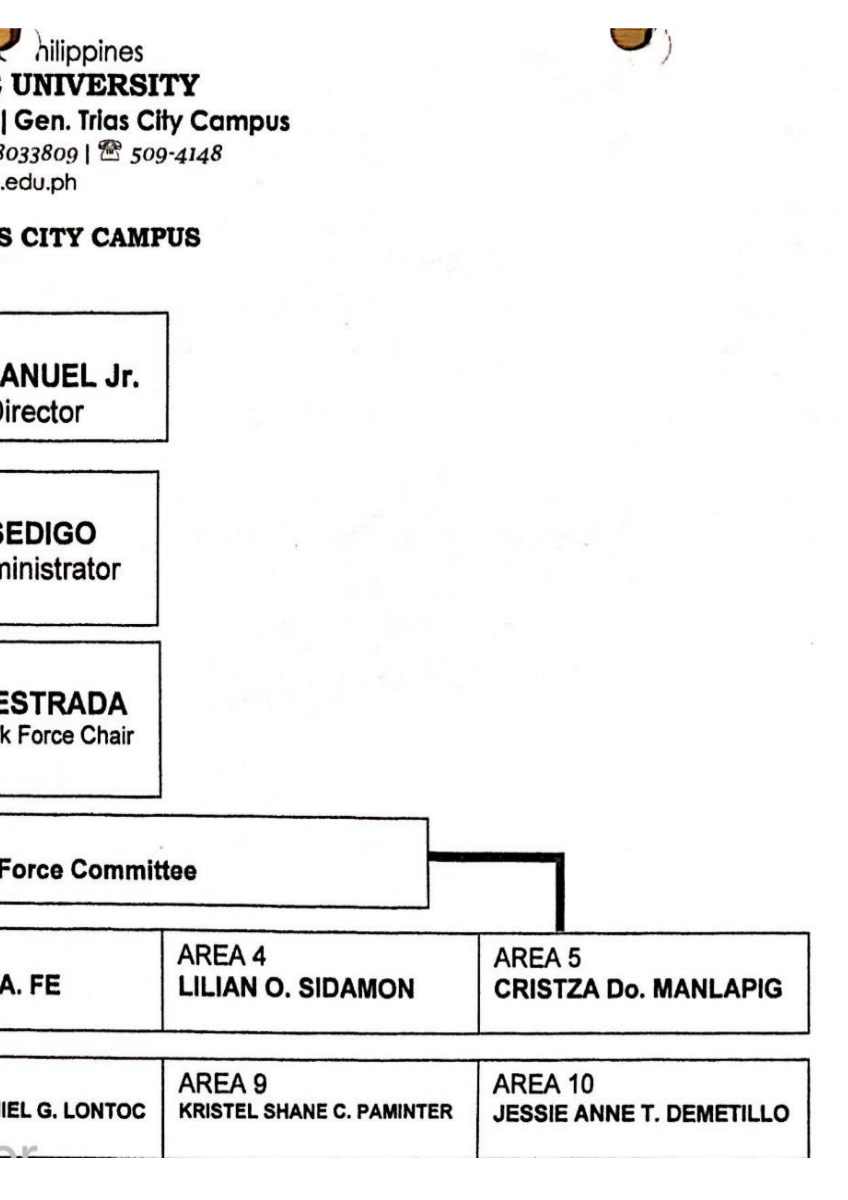 hilippines
UNIVERSITY
| Gen. Trias City Campus
8033809 | ☎ 509-4148
.edu.ph
S CITY CAMPUS
ANUEL Jr.
Director
SEDIGO
ministrator
ESTRADA
k Force Chair
Force Committee
A. FE
AREA 4
LILIAN O. SIDAMON
AREA 5
CRISTZA Do. MANLAPIG
IEL G. LONTOC
AREA 9
KRISTEL SHANE C. PAMINTER
AREA 10
JESSIE ANNE T. DEMETILLO